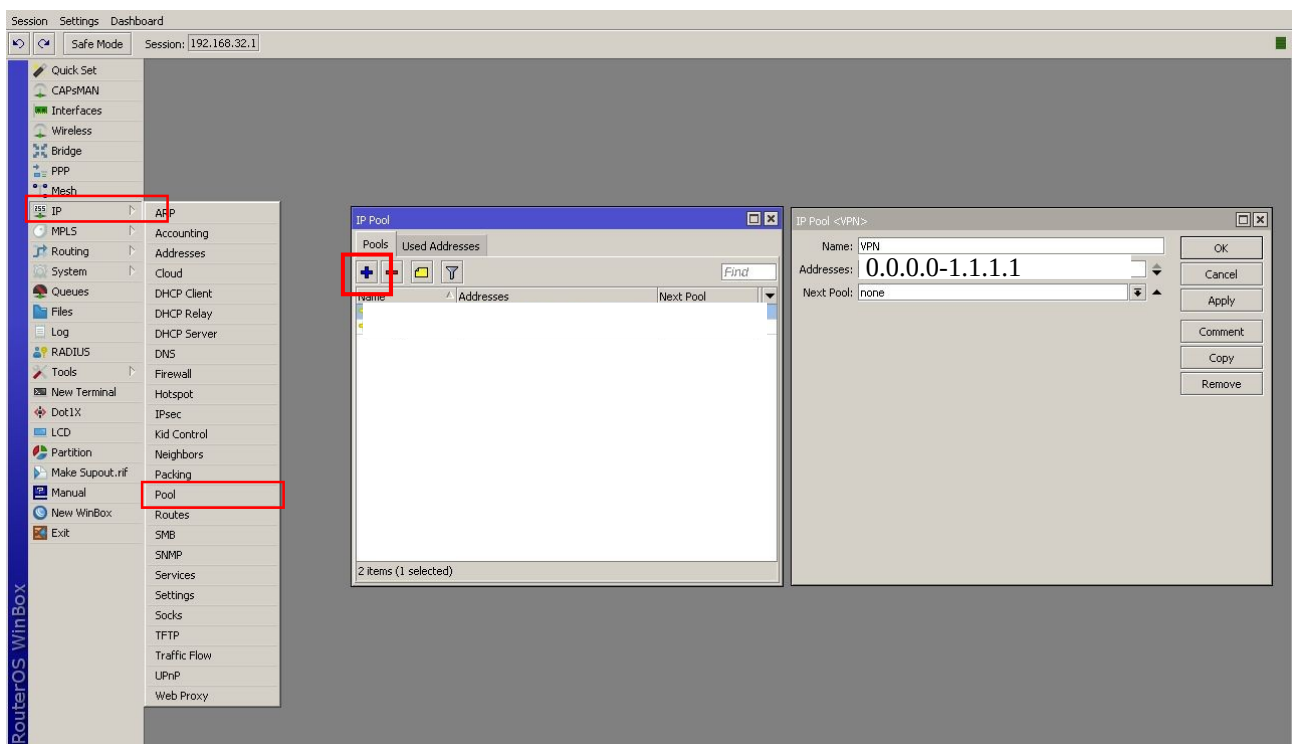 Session Settings Dashboard
Safe Mode Session: 192.168.32.1
Quick Set
CAPsMAN
Interfaces
Wireless
Bridge
PPP
Mesh
IP
MPLS
Routing
System
Queues
Files
Log
RADIUS
Tools
New Terminal
Dot1X
LCD
Partition
Make Supout.rif
Manual
New WinBox
Exit
RouterOS WinBox
ARP
Accounting
Addresses
Cloud
DHCP Client
DHCP Relay
DHCP Server
DNS
Firewall
Hotspot
IPsec
Kid Control
Neighbors
Packing
Pool
Routes
SMB
SNMP
Services
Settings
Socks
TFTP
Traffic Flow
UPnP
Web Proxy
IP Pool
Pools Used Addresses
Find
Name Addresses Next Pool
2 items (1 selected)
IP Pool <VPN>
Name: VPN
Addresses: 0.0.0.0-1.1.1.1
Next Pool: none
OK
Cancel
Apply
Comment
Copy
Remove